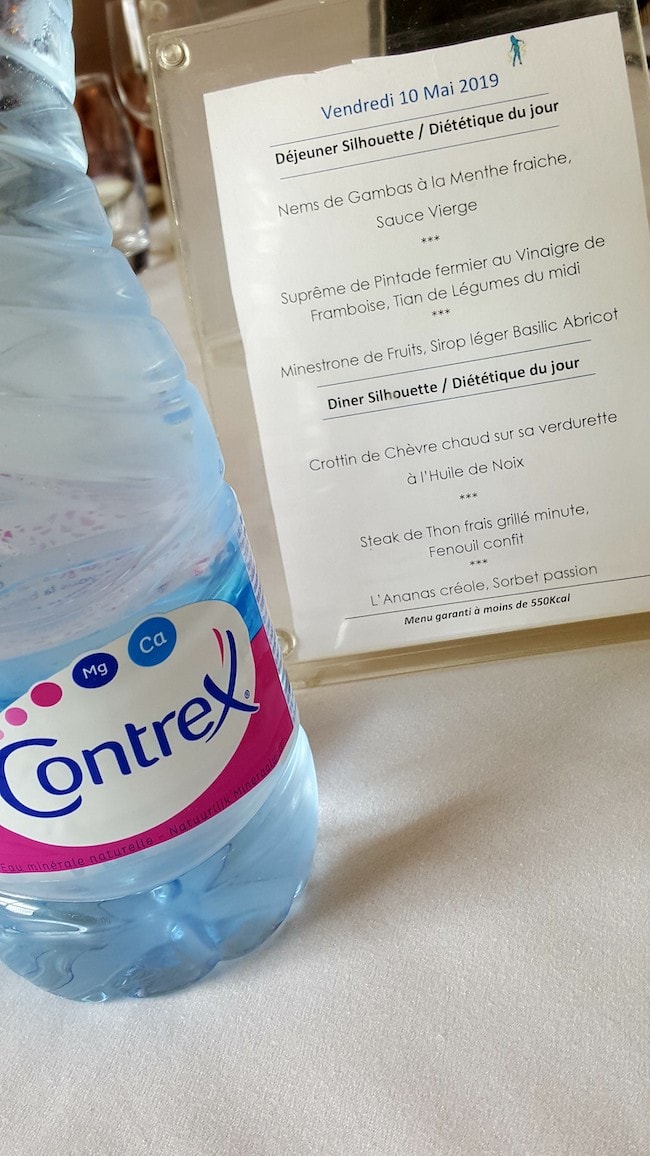 Vendredi 10 Mai 2019
Déjeuner Silhouette / Diététique du jour
Nems de Gambas à la Menthe fraiche,
Sauce Vierge
***
Suprême de Pintade fermier au Vinaigre de
Framboise, Tian de Légumes du midi
***
Minestrone de Fruits, Sirop léger Basilic Abricot
Diner Silhouette / Diététique du jour
Crottin de Chèvre chaud sur sa verdurette
à l'Huile de Noix
***
Steak de Thon frais grillé minute,
Fenouil confit
***
L'Ananas créole, Sorbet passion
Menu garanti à moins de 550Kcal
Mg
Ca
Contrex®
Eau minérale naturelle - Natuurlijk Mineraal